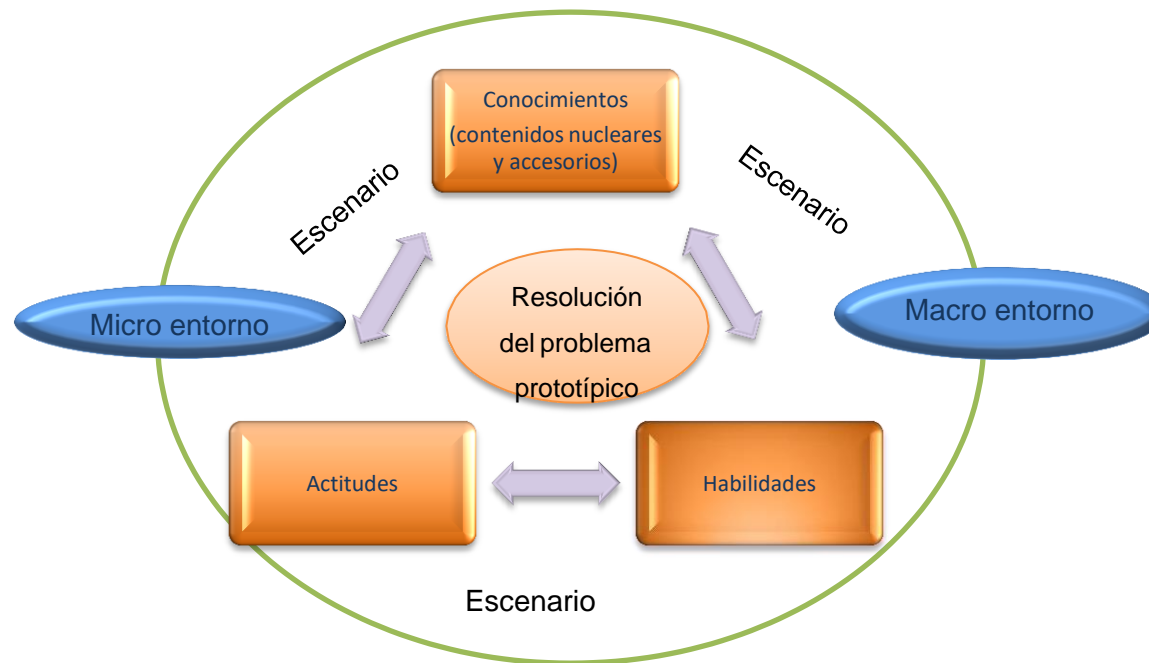 Conocimientos
(contenidos nucleares
y accesorios)
Escenario
Escenario
Micro entorno
Resolución
del problema
prototípico
Macro entorno
Actitudes
Habilidades
Escenario